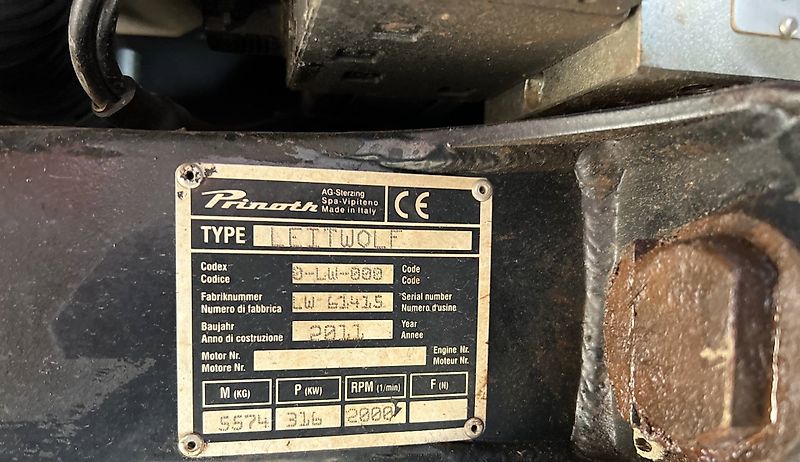 Prinoth AG-Sterzing
Spa-Vipiteno
Made in Italy
CE
TYPE LEITWOLF
Codex
Codice
0-LW-000
Code
Code
Fabriknummer
Numero di fabbrica
LW 61415
Serial number
Numero d'usine
Baujahr
Anno di costruzione
2011
Year
Annee
Motor Nr.
Motore Nr.
Engine Nr.
Moteur Nr.
M (KG) P (KW) RPM (1/min) F (N)
5574 316 2000